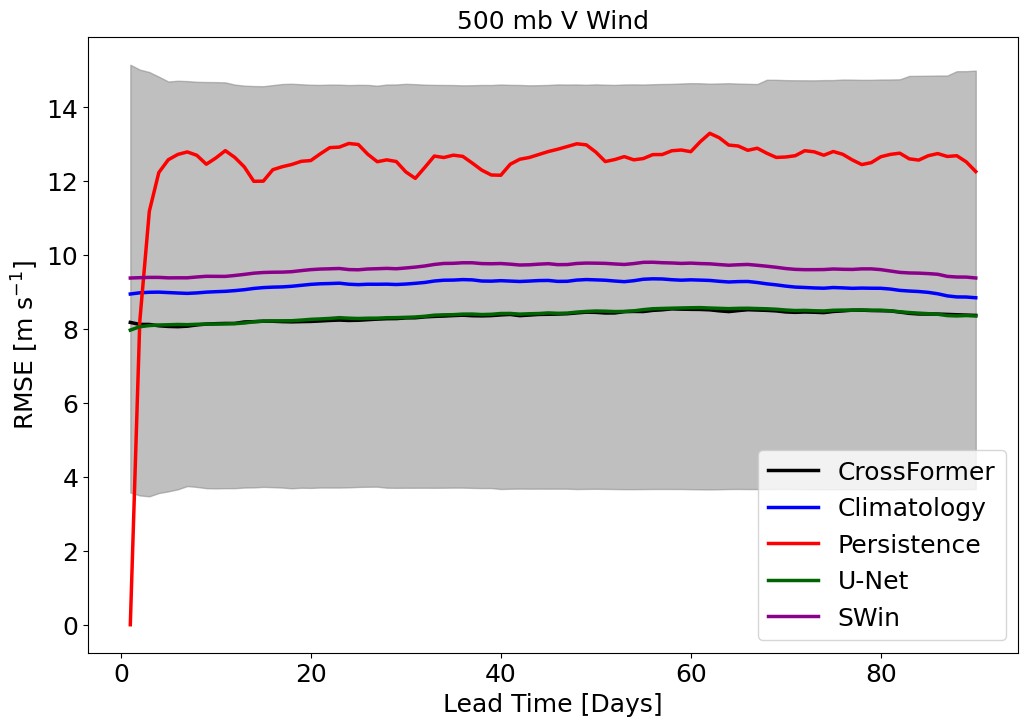 500 mb V Wind
RMSE [m s⁻¹]
14
12
10
8
6
4
2
0
0 20 40 60 80
Lead Time [Days]
CrossFormer
Climatology
Persistence
U-Net
SWin